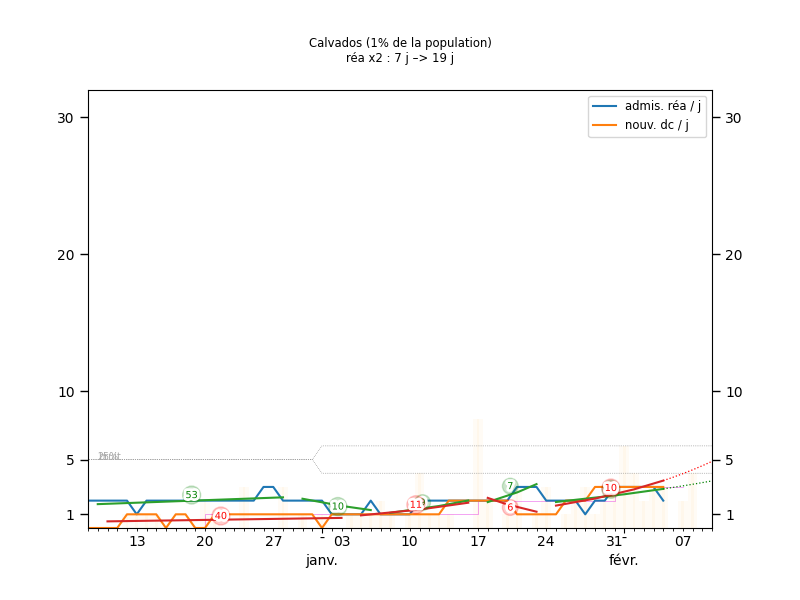 Calvados (1% de la population)
réa x2 : 7 j –> 19 j
admis. réa / j
nouv. dc / j
30 30
20 20
10 10
5 5
1 1
53
40
10
11
7
6
10
13 20 27 03 10 17 24 31 07
janv. févr.